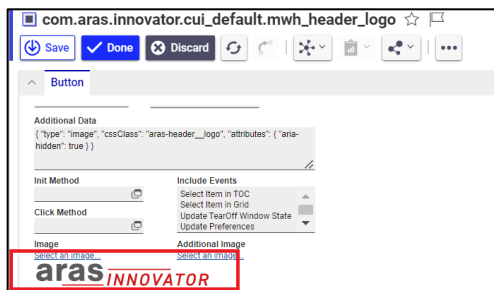 com.aras.innovator.cui_default.mwh_header_logo
Save Done Discard
Button
Additional Data
{ "type": "image", "cssClass": "aras-header__logo", "attributes": { "aria-
hidden": true } }
Init Method Include Events
Select Item in TOC
Select Item in Grid
Click Method Update TearOff Window State
Update Preferences
Image Additional Image
Select an image... Select an image...
aras INNOVATOR